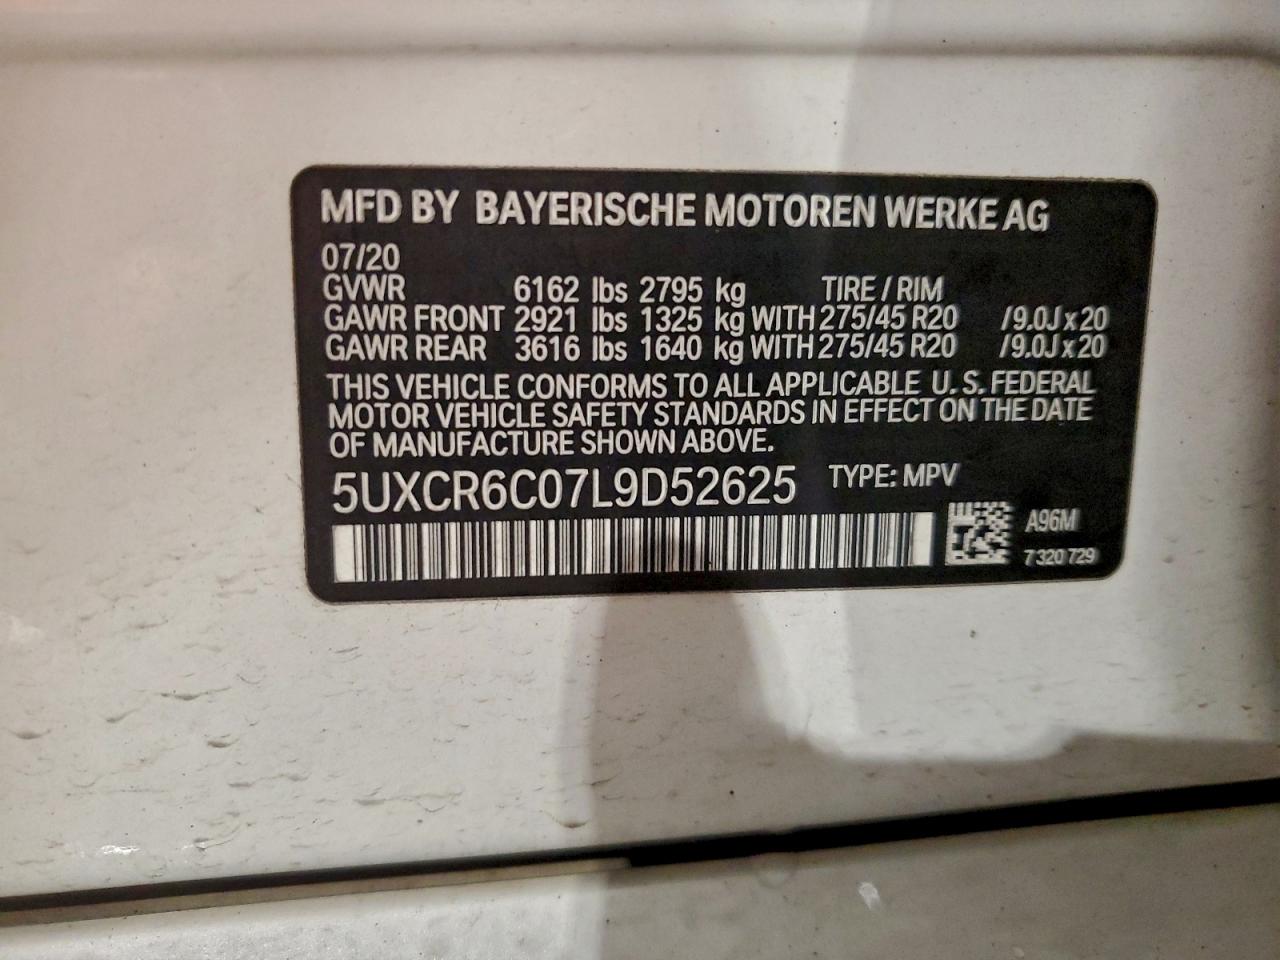 MFD BY BAYERISCHE MOTOREN WERKE AG
07/20
GVWR 6162 lbs 2795 kg TIRE / RIM
GAWR FRONT 2921 lbs 1325 kg WITH 275/45 R20 /9.0J x 20
GAWR REAR 3616 lbs 1640 kg WITH 275/45 R20 /9.0J x 20
THIS VEHICLE CONFORMS TO ALL APPLICABLE U.S. FEDERAL
MOTOR VEHICLE SAFETY STANDARDS IN EFFECT ON THE DATE
OF MANUFACTURE SHOWN ABOVE.
5UXCR6C07L9D52625 TYPE: MPV
A96M
7 320 729